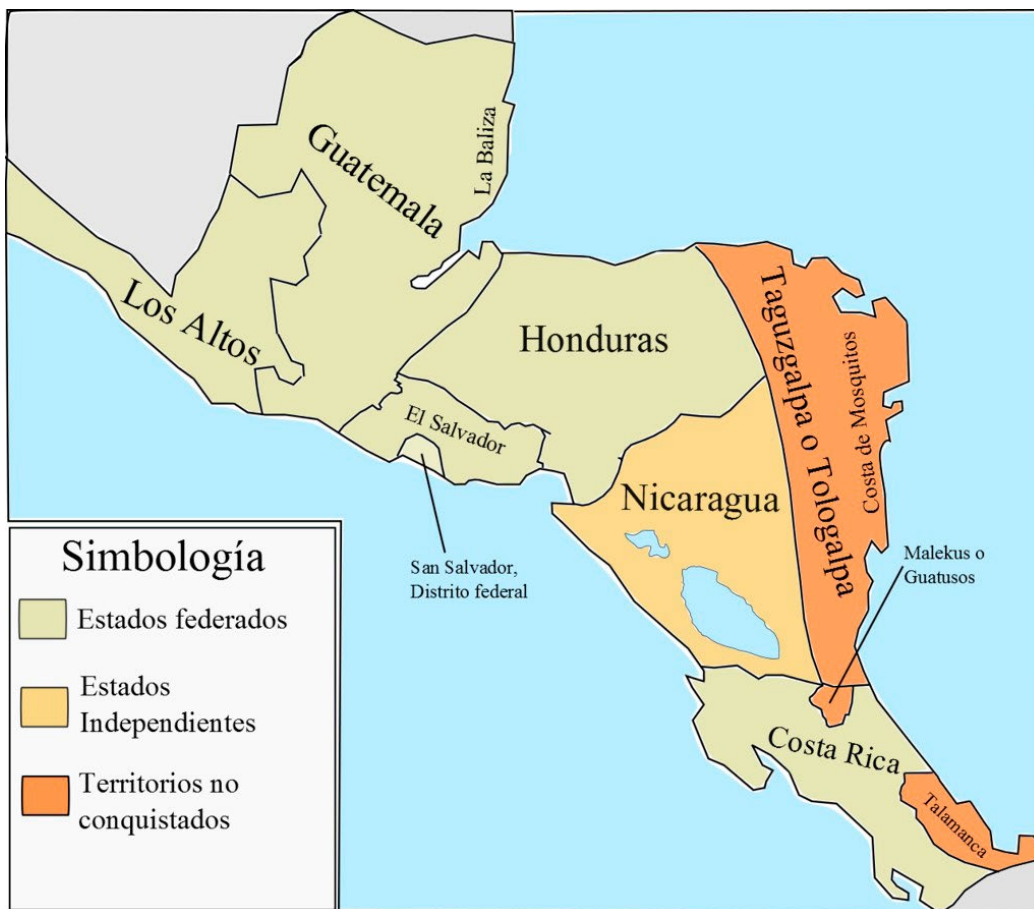 La Baliza
Guatemala
Los Altos
Honduras
Taguzgalpa o Tologalpa
Costa de Mosquitos
El Salvador
Nicaragua
San Salvador,
Distrito federal
Malekus o
Guatusos
Costa Rica
Talamanca
Simbología
Estados federados
Estados
Independientes
Territorios no
conquistados